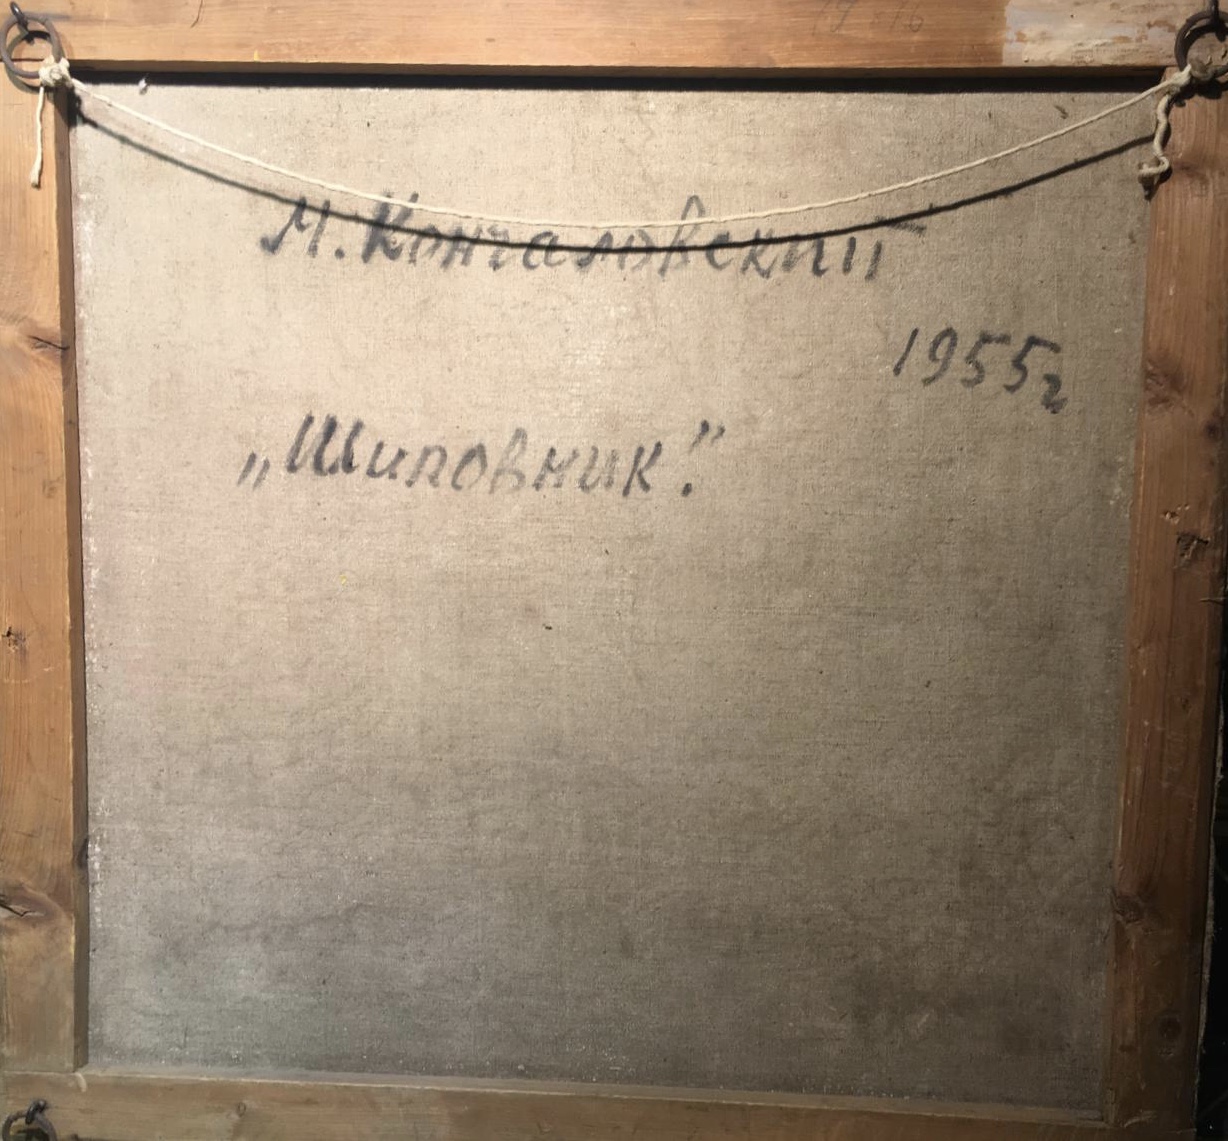 М. Кончаловский
1955г
„Шиповник."